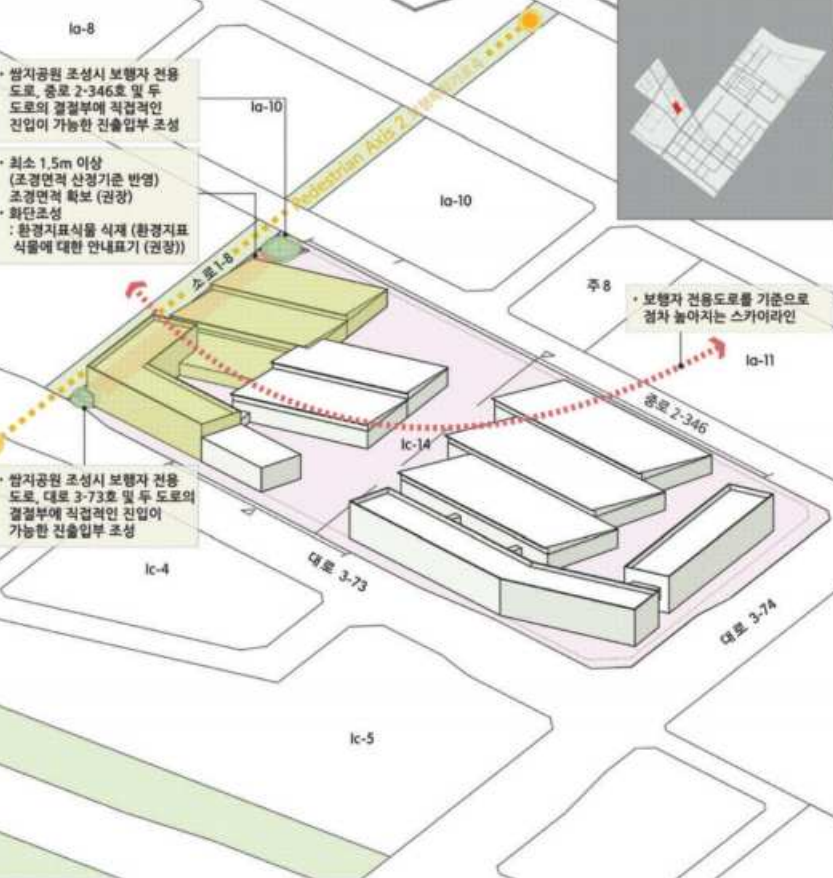 Ia-8
• 쌈지공원 조성시 보행자 전용
도로, 중로 2-346호 및 두
도로의 결절부에 직접적인
진입이 가능한 진출입부 조성
Ia-10
• 최소 1.5m 이상
(조경면적 산정기준 반영)
조경면적 확보 (권장)
• 화단조성
: 환경지표식물 식재 (환경지표
식물에 대한 안내표기 (권장))
Pedestrian Axis 2
Ia-10
소로1-8
주 8
• 보행자 전용도로를 기준으로
점차 높아지는 스카이라인
Ia-11
중로 2-346
Ic-14
• 쌈지공원 조성시 보행자 전용
도로, 대로 3-73호 및 두 도로의
결절부에 직접적인 진입이
가능한 진출입부 조성
Ic-4
대로 3-73
대로 3-74
Ic-5